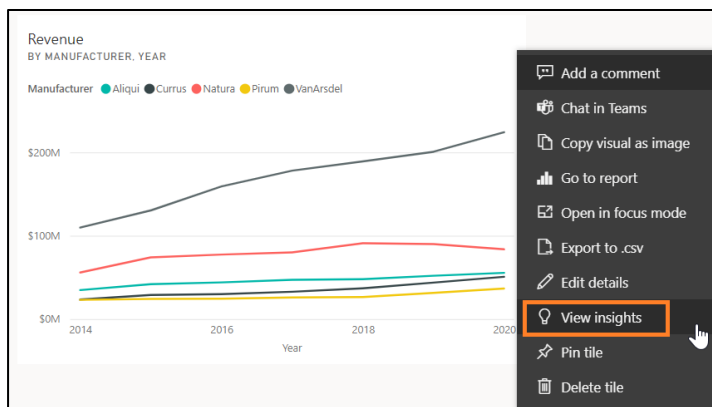 Revenue
BY MANUFACTURER, YEAR
Manufacturer Aliqui Currus Natura Pirum VanArsdel
$200M
$100M
$0M
2014 2016 2018 2020
Year
Add a comment
Chat in Teams
Copy visual as image
Go to report
Open in focus mode
Export to .csv
Edit details
View insights
Pin tile
Delete tile